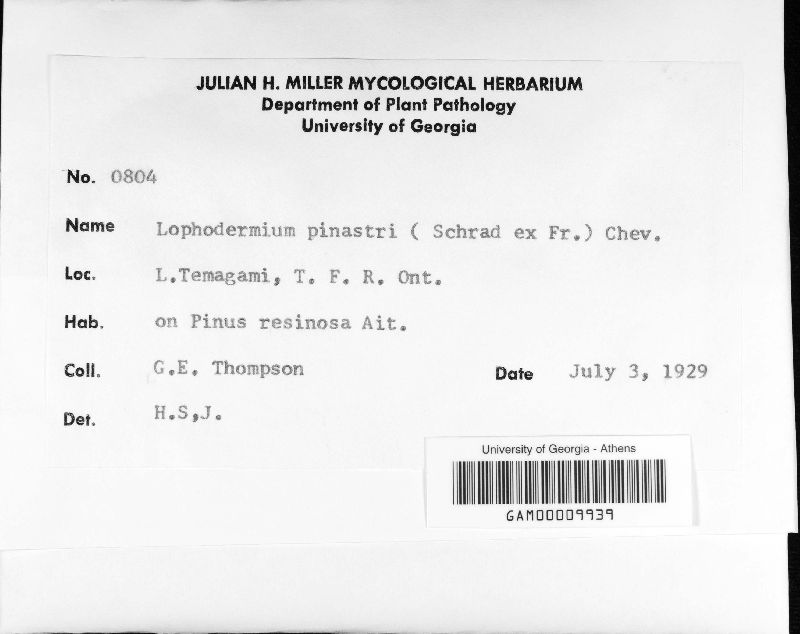 JULIAN H. MILLER MYCOLOGICAL HERBARIUM
Department of Plant Pathology
University of Georgia
No. 0804
Name Lophodermium pinastri ( Schrad ex Fr.) Chev.
Loc. L.Temagami, T. F. R. Ont.
Hab. on Pinus resinosa Ait.
Coll. G.E. Thompson Date July 3, 1929
Det. H.S,J.
University of Georgia - Athens
GAM00009939